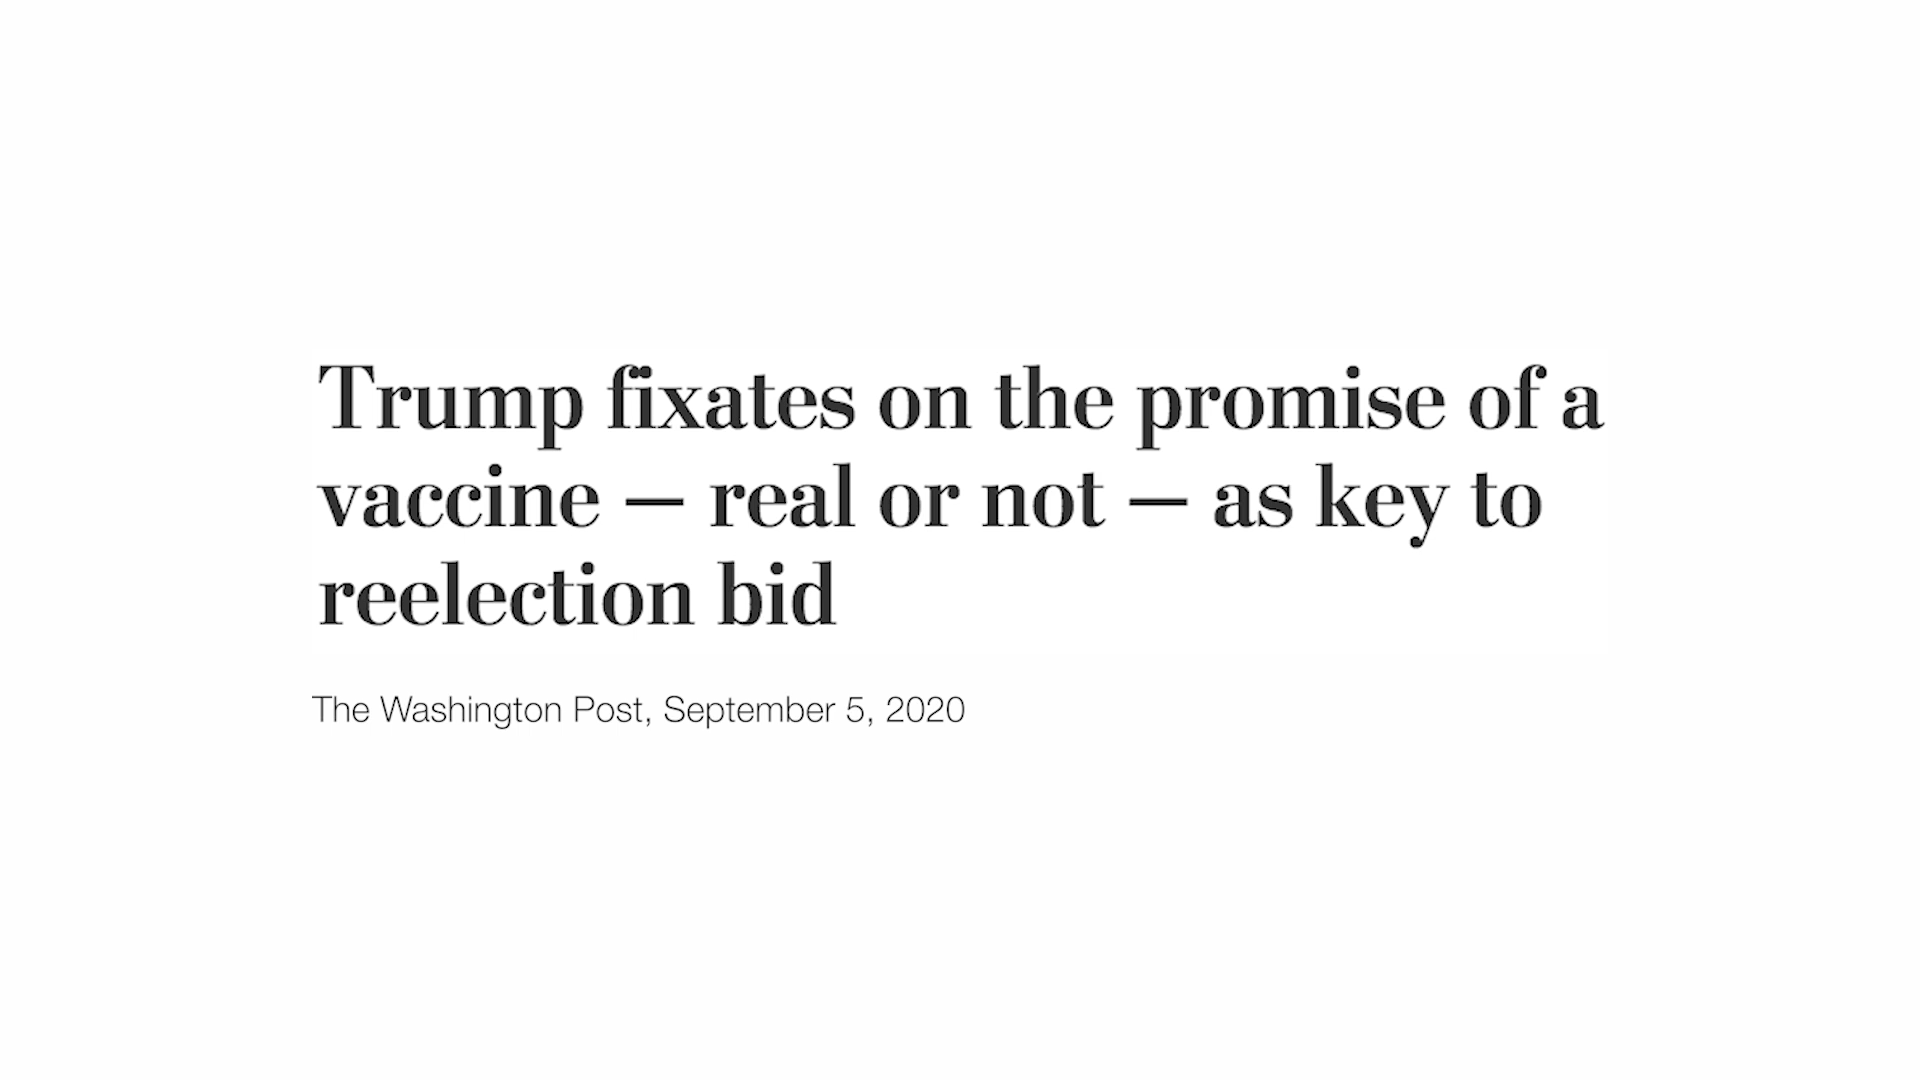 Trump fixates on the promise of a
vaccine — real or not — as key to
reelection bid
The Washington Post, September 5, 2020